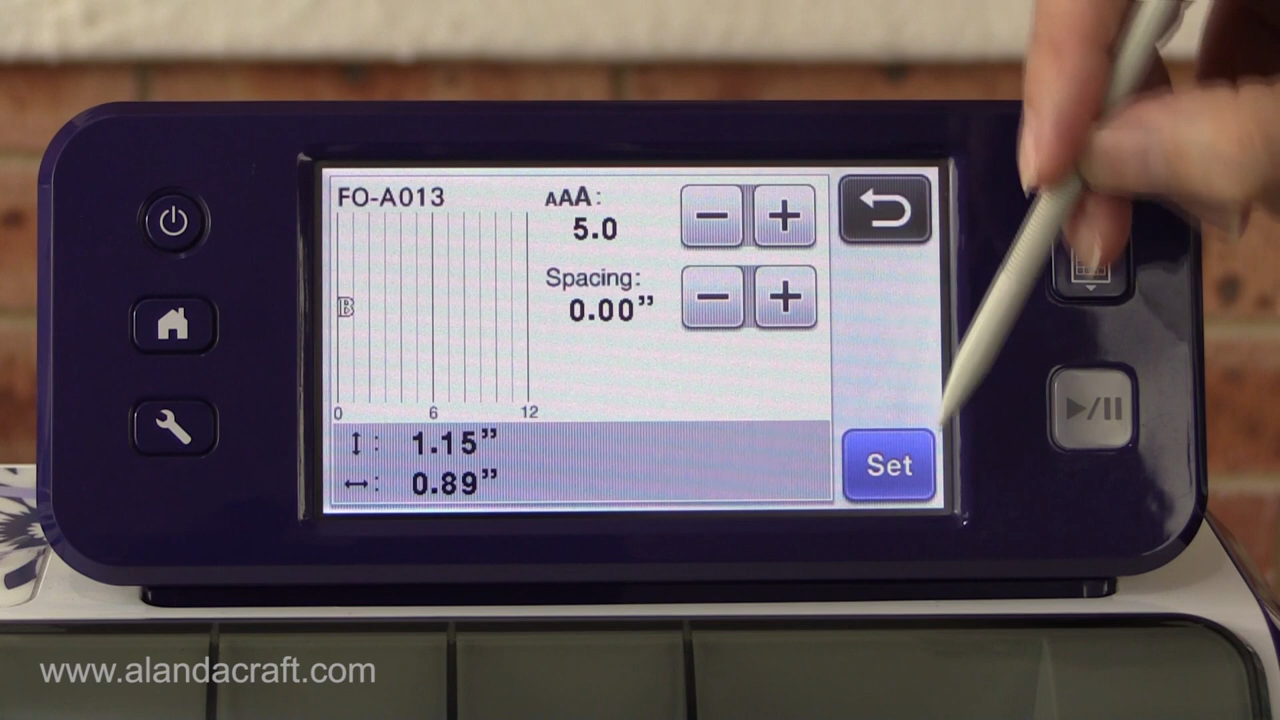 FO-A013
AAA:
5.0
Spacing:
0.00”
B
0 6 12
1.15”
0.89”
Set
www.alandacraft.com